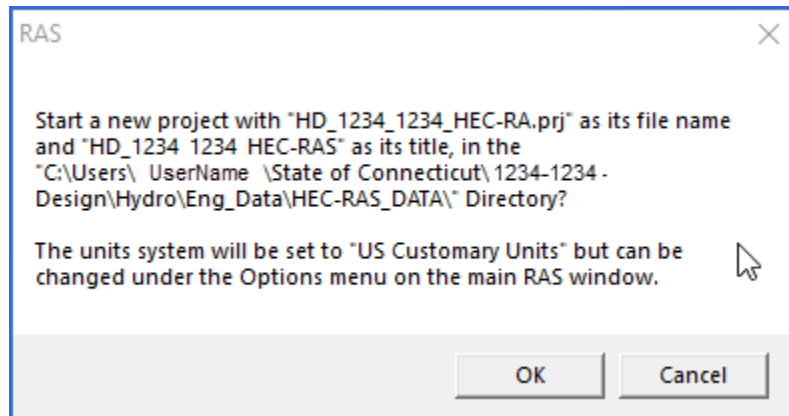 RAS
Start a new project with "HD_1234_1234_HEC-RA.prj" as its file name
and "HD_1234 1234 HEC-RAS" as its title, in the
"C:\Users\ UserName \State of Connecticut\ 1234-1234 -
Design\Hydro\Eng_Data\HEC-RAS_DATA\" Directory?
The units system will be set to "US Customary Units" but can be
changed under the Options menu on the main RAS window.
OK Cancel